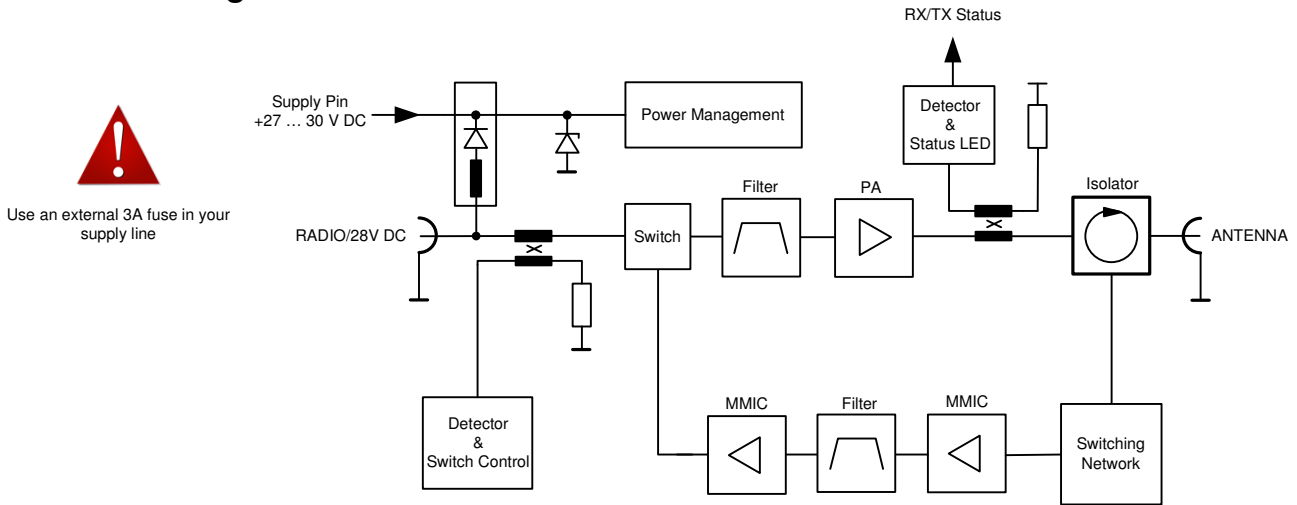 RX/TX Status
Supply Pin
+27 … 30 V DC
Power Management
Detector
&
Status LED
Use an external 3A fuse in your
supply line
Filter
PA
Isolator
RADIO/28V DC
Switch
ANTENNA
MMIC
Filter
MMIC
Detector
&
Switch Control
Switching
Network